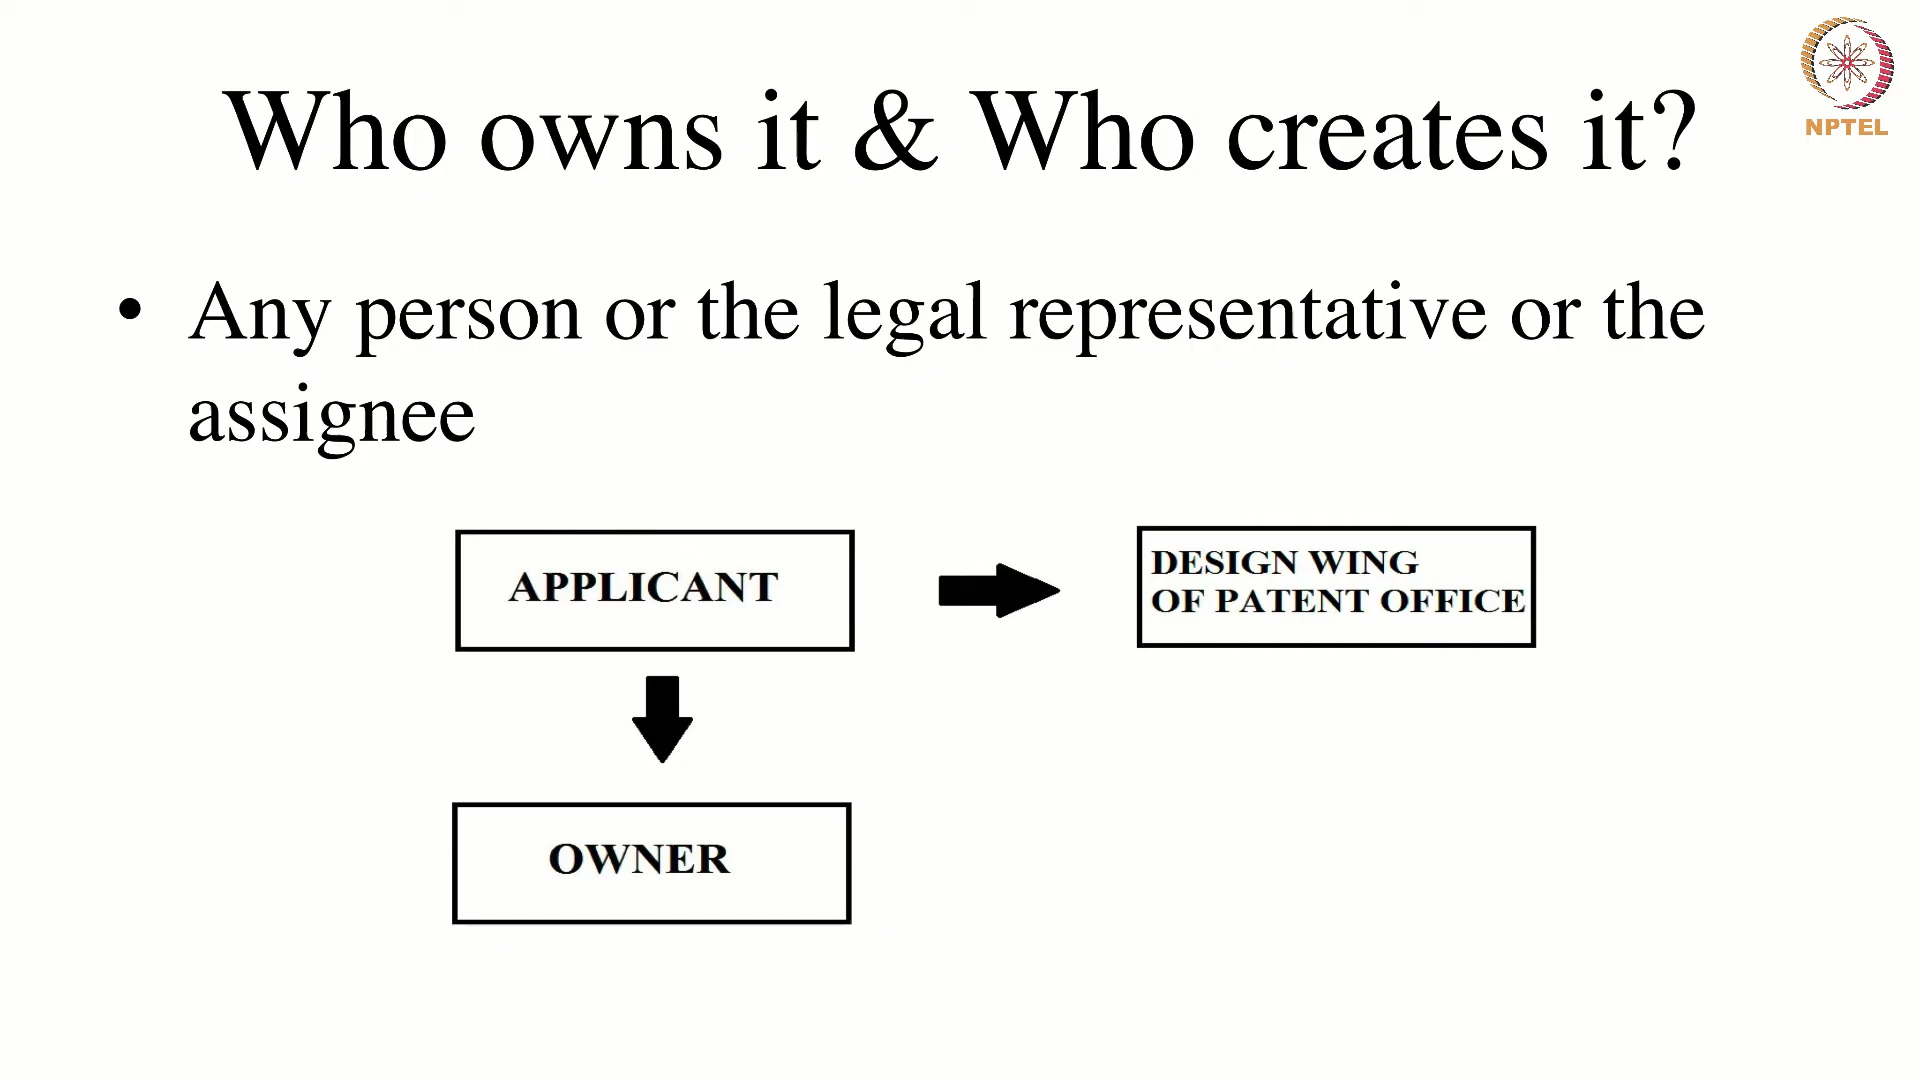 Who owns it & Who creates it?
NPTEL
• Any person or the legal representative or the
assignee
APPLICANT
DESIGN WING
OF PATENT OFFICE
OWNER